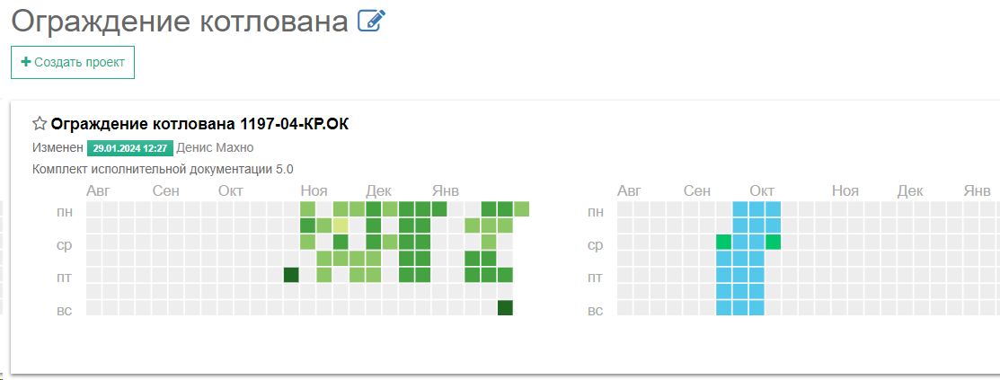 Ограждение котлована
Создать проект
Ограждение котлована 1197-04-КР.ОК
Изменен 29.01.2024 12:27 Денис Махно
Комплект исполнительной документации 5.0
Авг Сен Окт Ноя Дек Янв
пн
ср
пт
вс
Авг Сен Окт Ноя Дек Янв
пн
ср
пт
вс